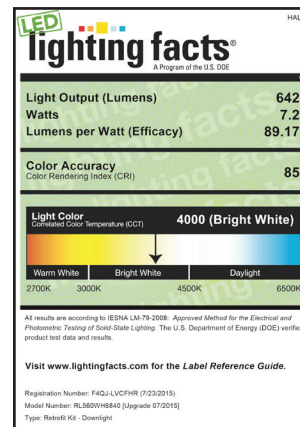 LED
HAL
lighting facts®
A Program of the U.S. DOE
Light Output (Lumens) 642
Watts 7.2
Lumens per Watt (Efficacy) 89.17
Color Accuracy 85
Color Rendering Index (CRI)
Light Color 4000 (Bright White)
Correlated Color Temperature (CCT)
Warm White Bright White Daylight
2700K 3000K 4500K 6500K
All results are according to IESNA LM-79-2008: Approved Method for the Electrical and
Photometric Testing of Solid-State Lighting. The U.S. Department of Energy (DOE) verifie
product test data and results.
Visit www.lightingfacts.com for the Label Reference Guide.
Registration Number: F4QJ-LVCFHR (7/23/2015)
Model Number: RL560WH6840 [Upgrade 07/2015]
Type: Retrofit Kit - Downlight